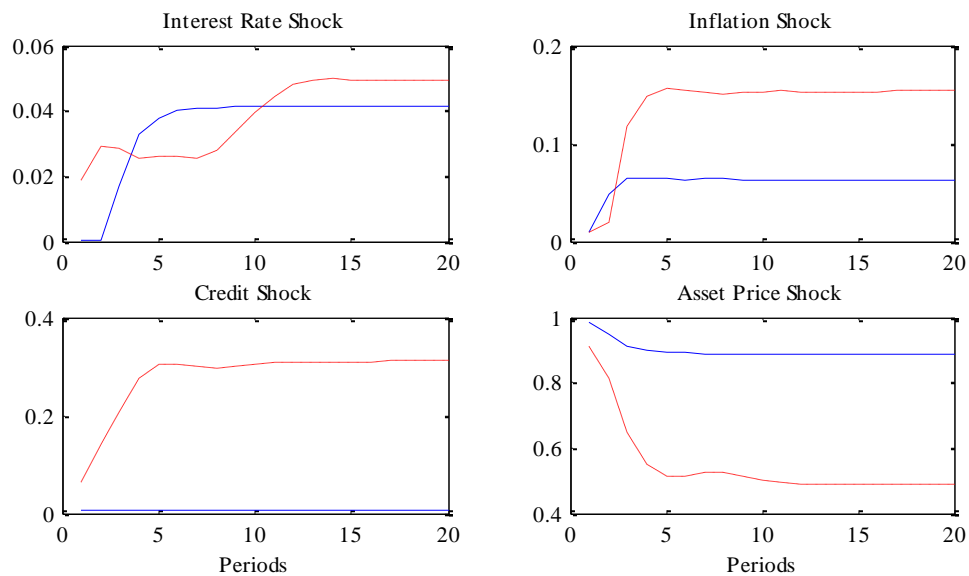 Interest Rate Shock
0.06
0.04
0.02
0
0 5 10 15 20
Inflation Shock
0.2
0.1
0
0 5 10 15 20
Credit Shock
0.4
0.2
0
0 5 10 15 20
Periods
Asset Price Shock
1
0.8
0.6
0.4
0 5 10 15 20
Periods